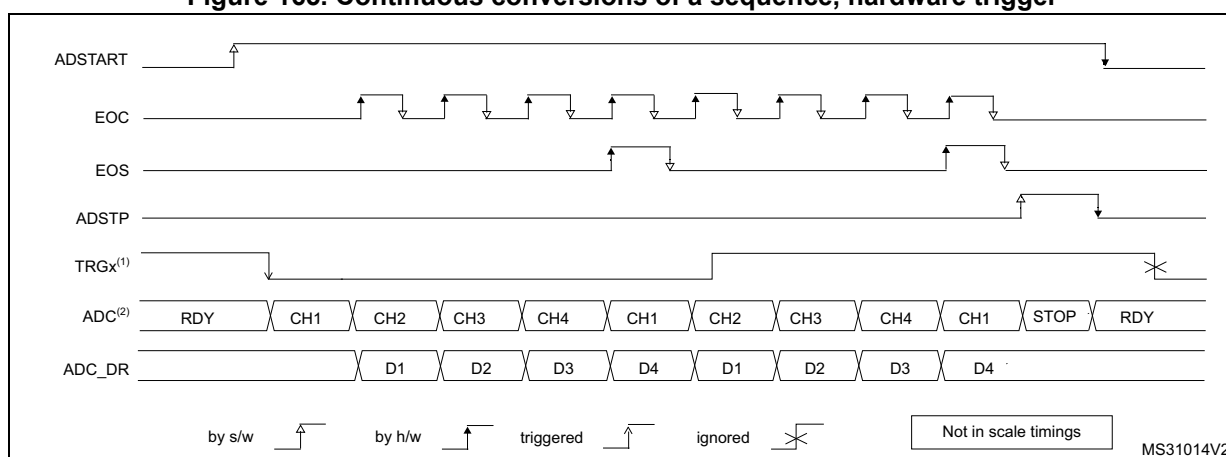 Figure 168. Continuous conversions of a sequence, hardware trigger
ADSTART
EOC
EOS
ADSTP
TRGx(1)
ADC(2) RDY CH1 CH2 CH3 CH4 CH1 CH2 CH3 CH4 CH1 STOP RDY
ADC_DR D1 D2 D3 D4 D1 D2 D3 D4
by s/w by h/w triggered ignored Not in scale timings
MS31014V2